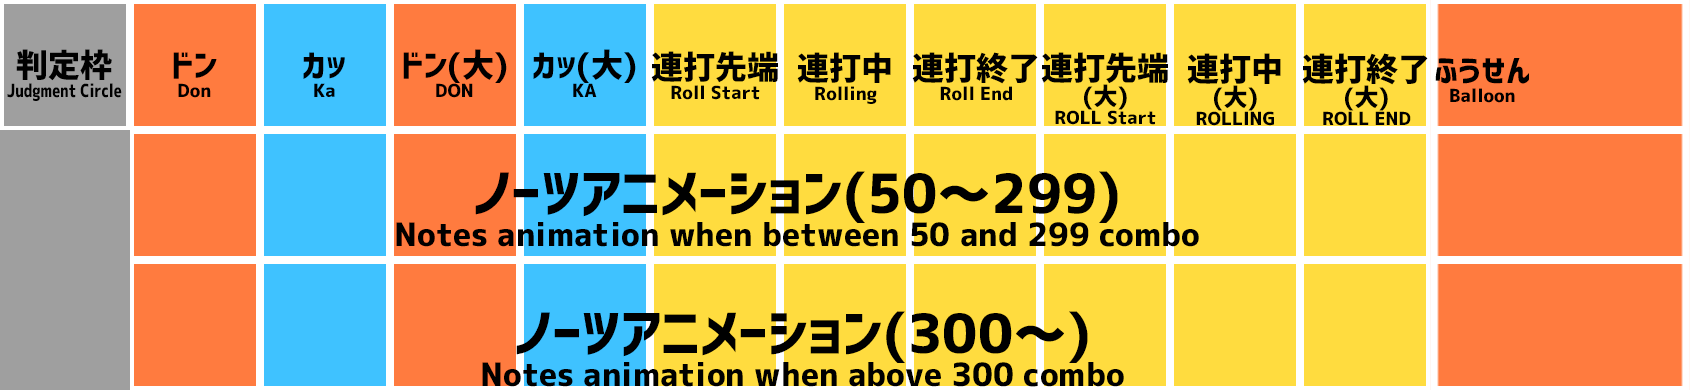 判定枠
Judgment Circle
ドン
Don
カッ
Ka
ドン(大)
DON
カッ(大)
KA
連打先端
Roll Start
連打中
Rolling
連打終了
Roll End
連打先端
(大)
ROLL Start
連打中
(大)
ROLLING
連打終了
(大)
ROLL END
ふうせん
Balloon
ノーツアニメーション(50～299)
Notes animation when between 50 and 299 combo
ノーツアニメーション(300～)
Notes animation when above 300 combo